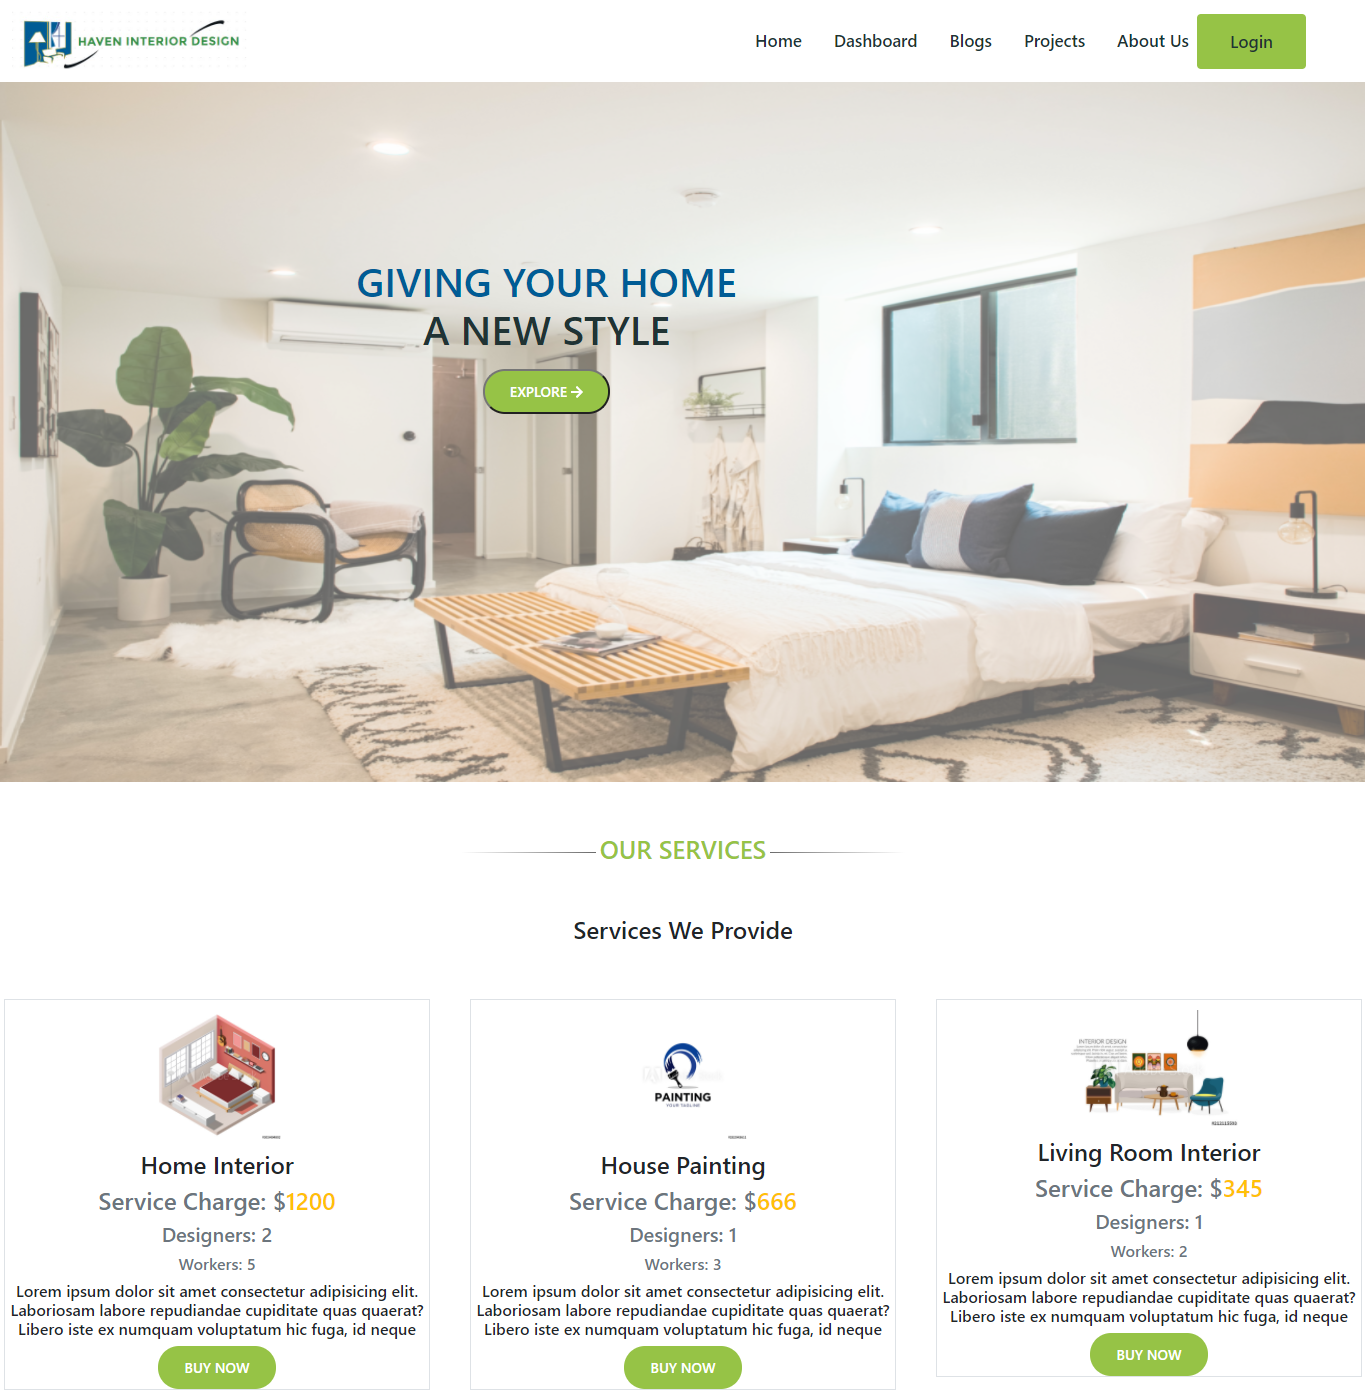 HAVEN INTERIOR DESIGN
Home
Dashboard
Blogs
Projects
About Us
Login
GIVING YOUR HOME
A NEW STYLE
EXPLORE
OUR SERVICES
Services We Provide
Home Interior
Service Charge: $1200
Designers: 2
Workers: 5
Lorem ipsum dolor sit amet consectetur adipisicing elit.
Laboriosam labore repudiandae cupiditate quas quaerat?
Libero iste ex numquam voluptatum hic fuga, id neque
BUY NOW
PAINTING
YOUR TAGLINE
House Painting
Service Charge: $666
Designers: 1
Workers: 3
Lorem ipsum dolor sit amet consectetur adipisicing elit.
Laboriosam labore repudiandae cupiditate quas quaerat?
Libero iste ex numquam voluptatum hic fuga, id neque
BUY NOW
INTERIOR DESIGN
Living Room Interior
Service Charge: $345
Designers: 1
Workers: 2
Lorem ipsum dolor sit amet consectetur adipisicing elit.
Laboriosam labore repudiandae cupiditate quas quaerat?
Libero iste ex numquam voluptatum hic fuga, id neque
BUY NOW